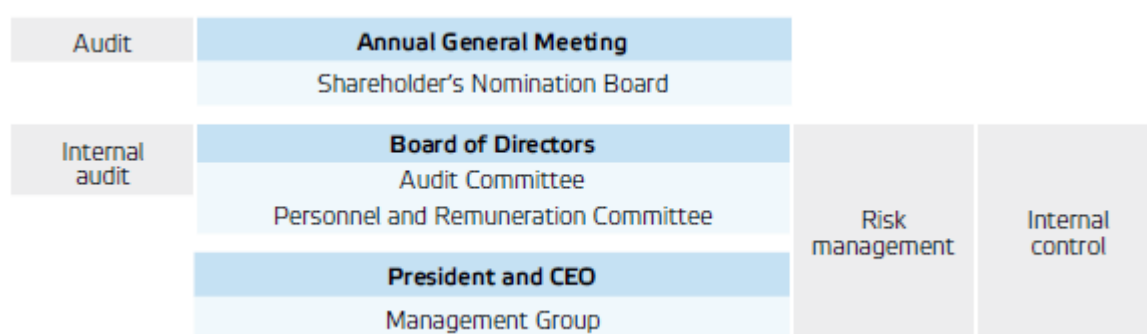 Audit
Annual General Meeting
Shareholder's Nomination Board
Internal
audit
Board of Directors
Audit Committee
Personnel and Remuneration Committee
Risk
management
Internal
control
President and CEO
Management Group